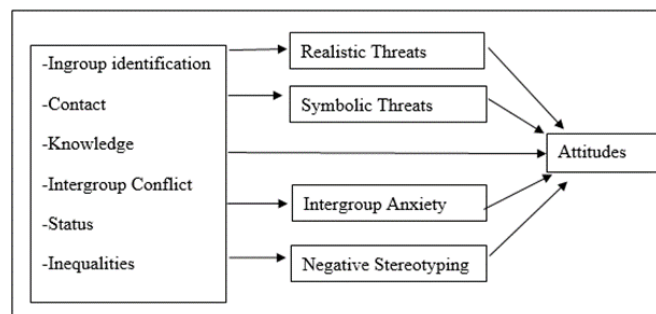 -Ingroup identification
-Contact
-Knowledge
-Intergroup Conflict
-Status
-Inequalities
Realistic Threats
Symbolic Threats
Intergroup Anxiety
Negative Stereotyping
Attitudes